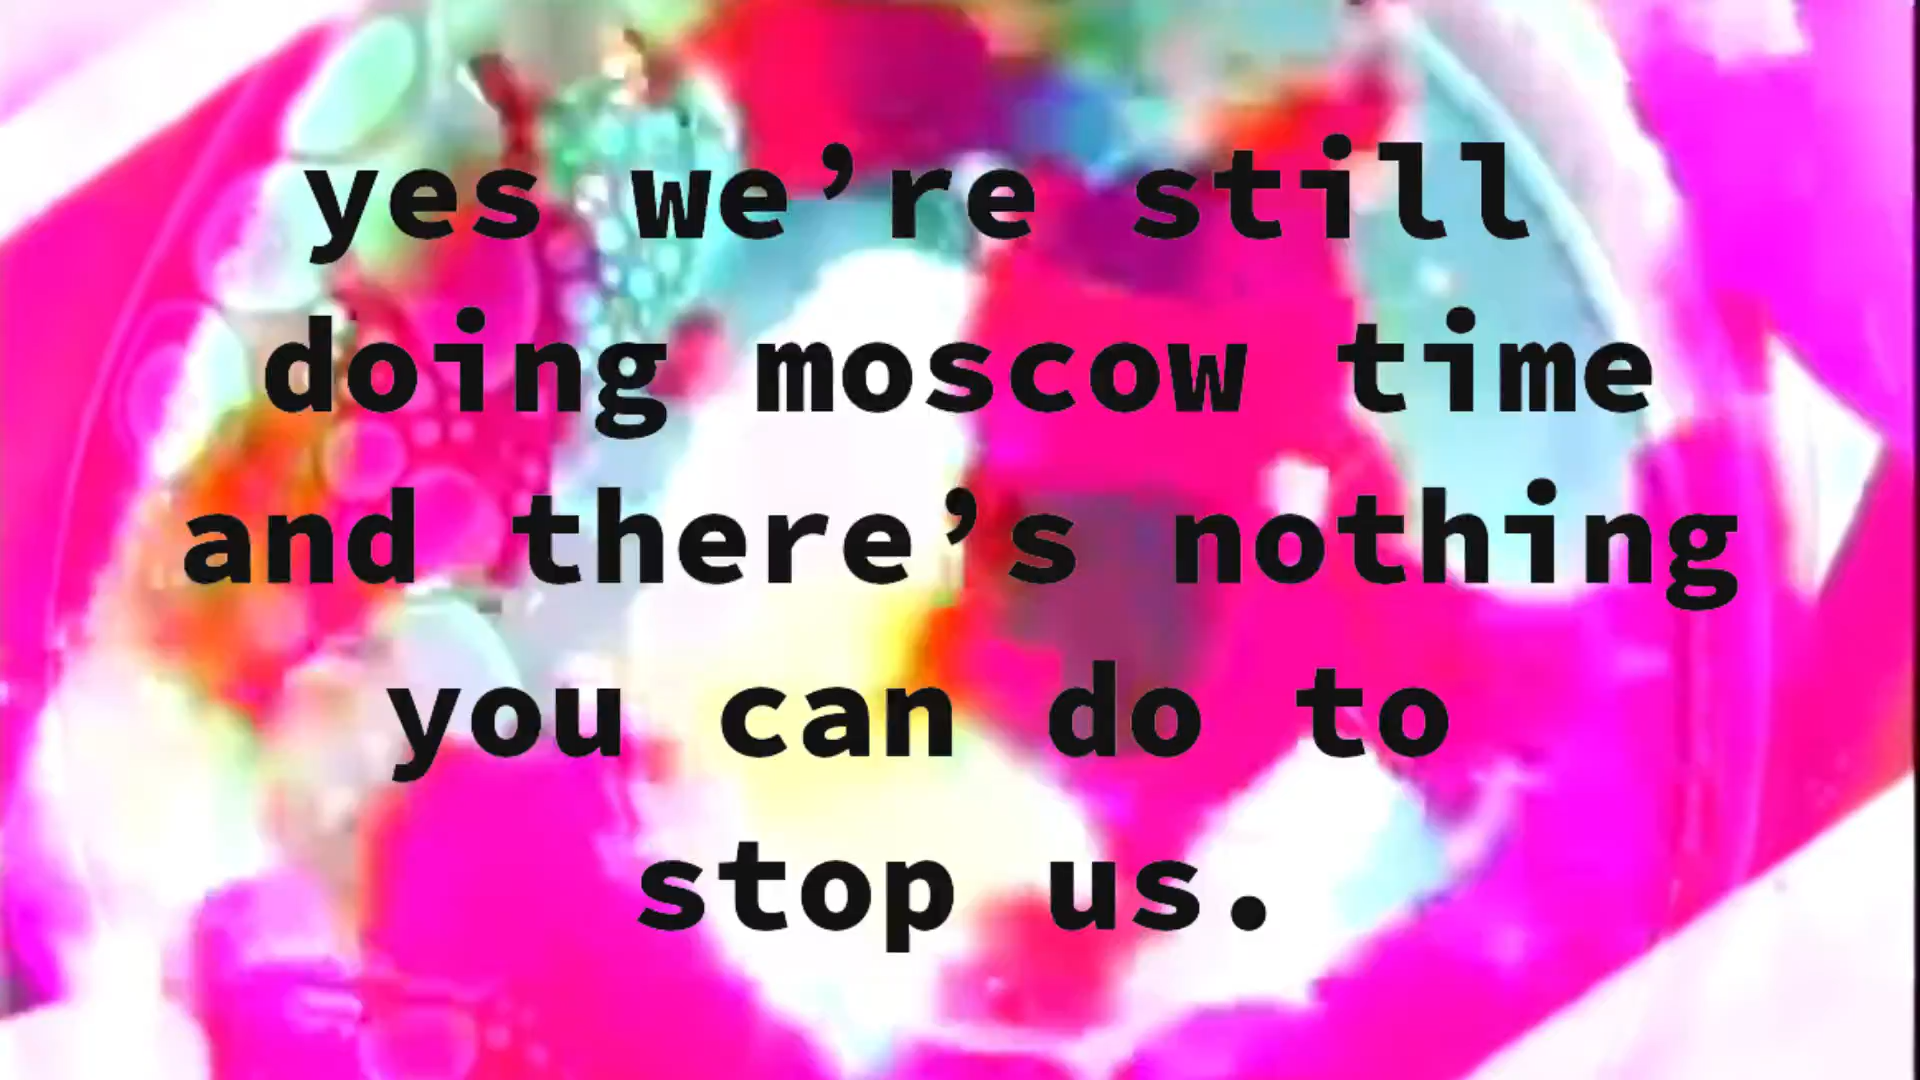 yes we’re still
doing moscow time
and there’s nothing
you can do to
stop us.